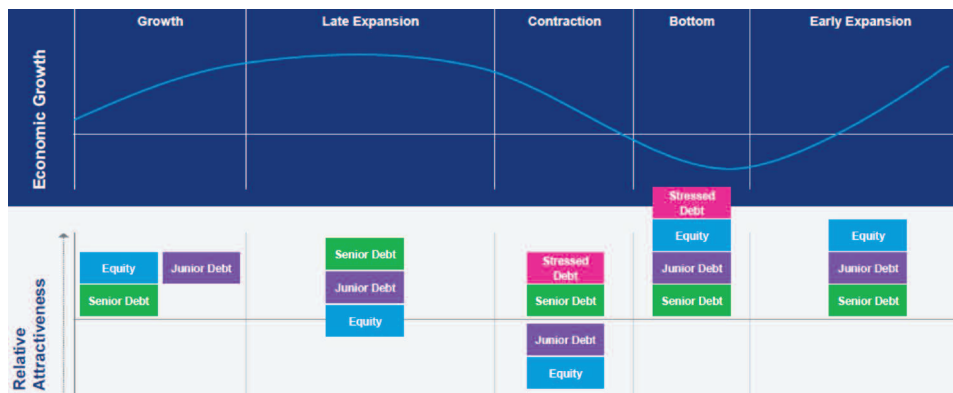 Growth
Late Expansion
Contraction
Bottom
Early Expansion
Economic Growth
Stressed
Debt
Equity
Equity
Senior Debt
Stressed
Debt
Equity
Junior Debt
Junior Debt
Junior Debt
Junior Debt
Senior Debt
Senior Debt
Senior Debt
Senior Debt
Equity
Junior Debt
Equity
Relative
Attractiveness